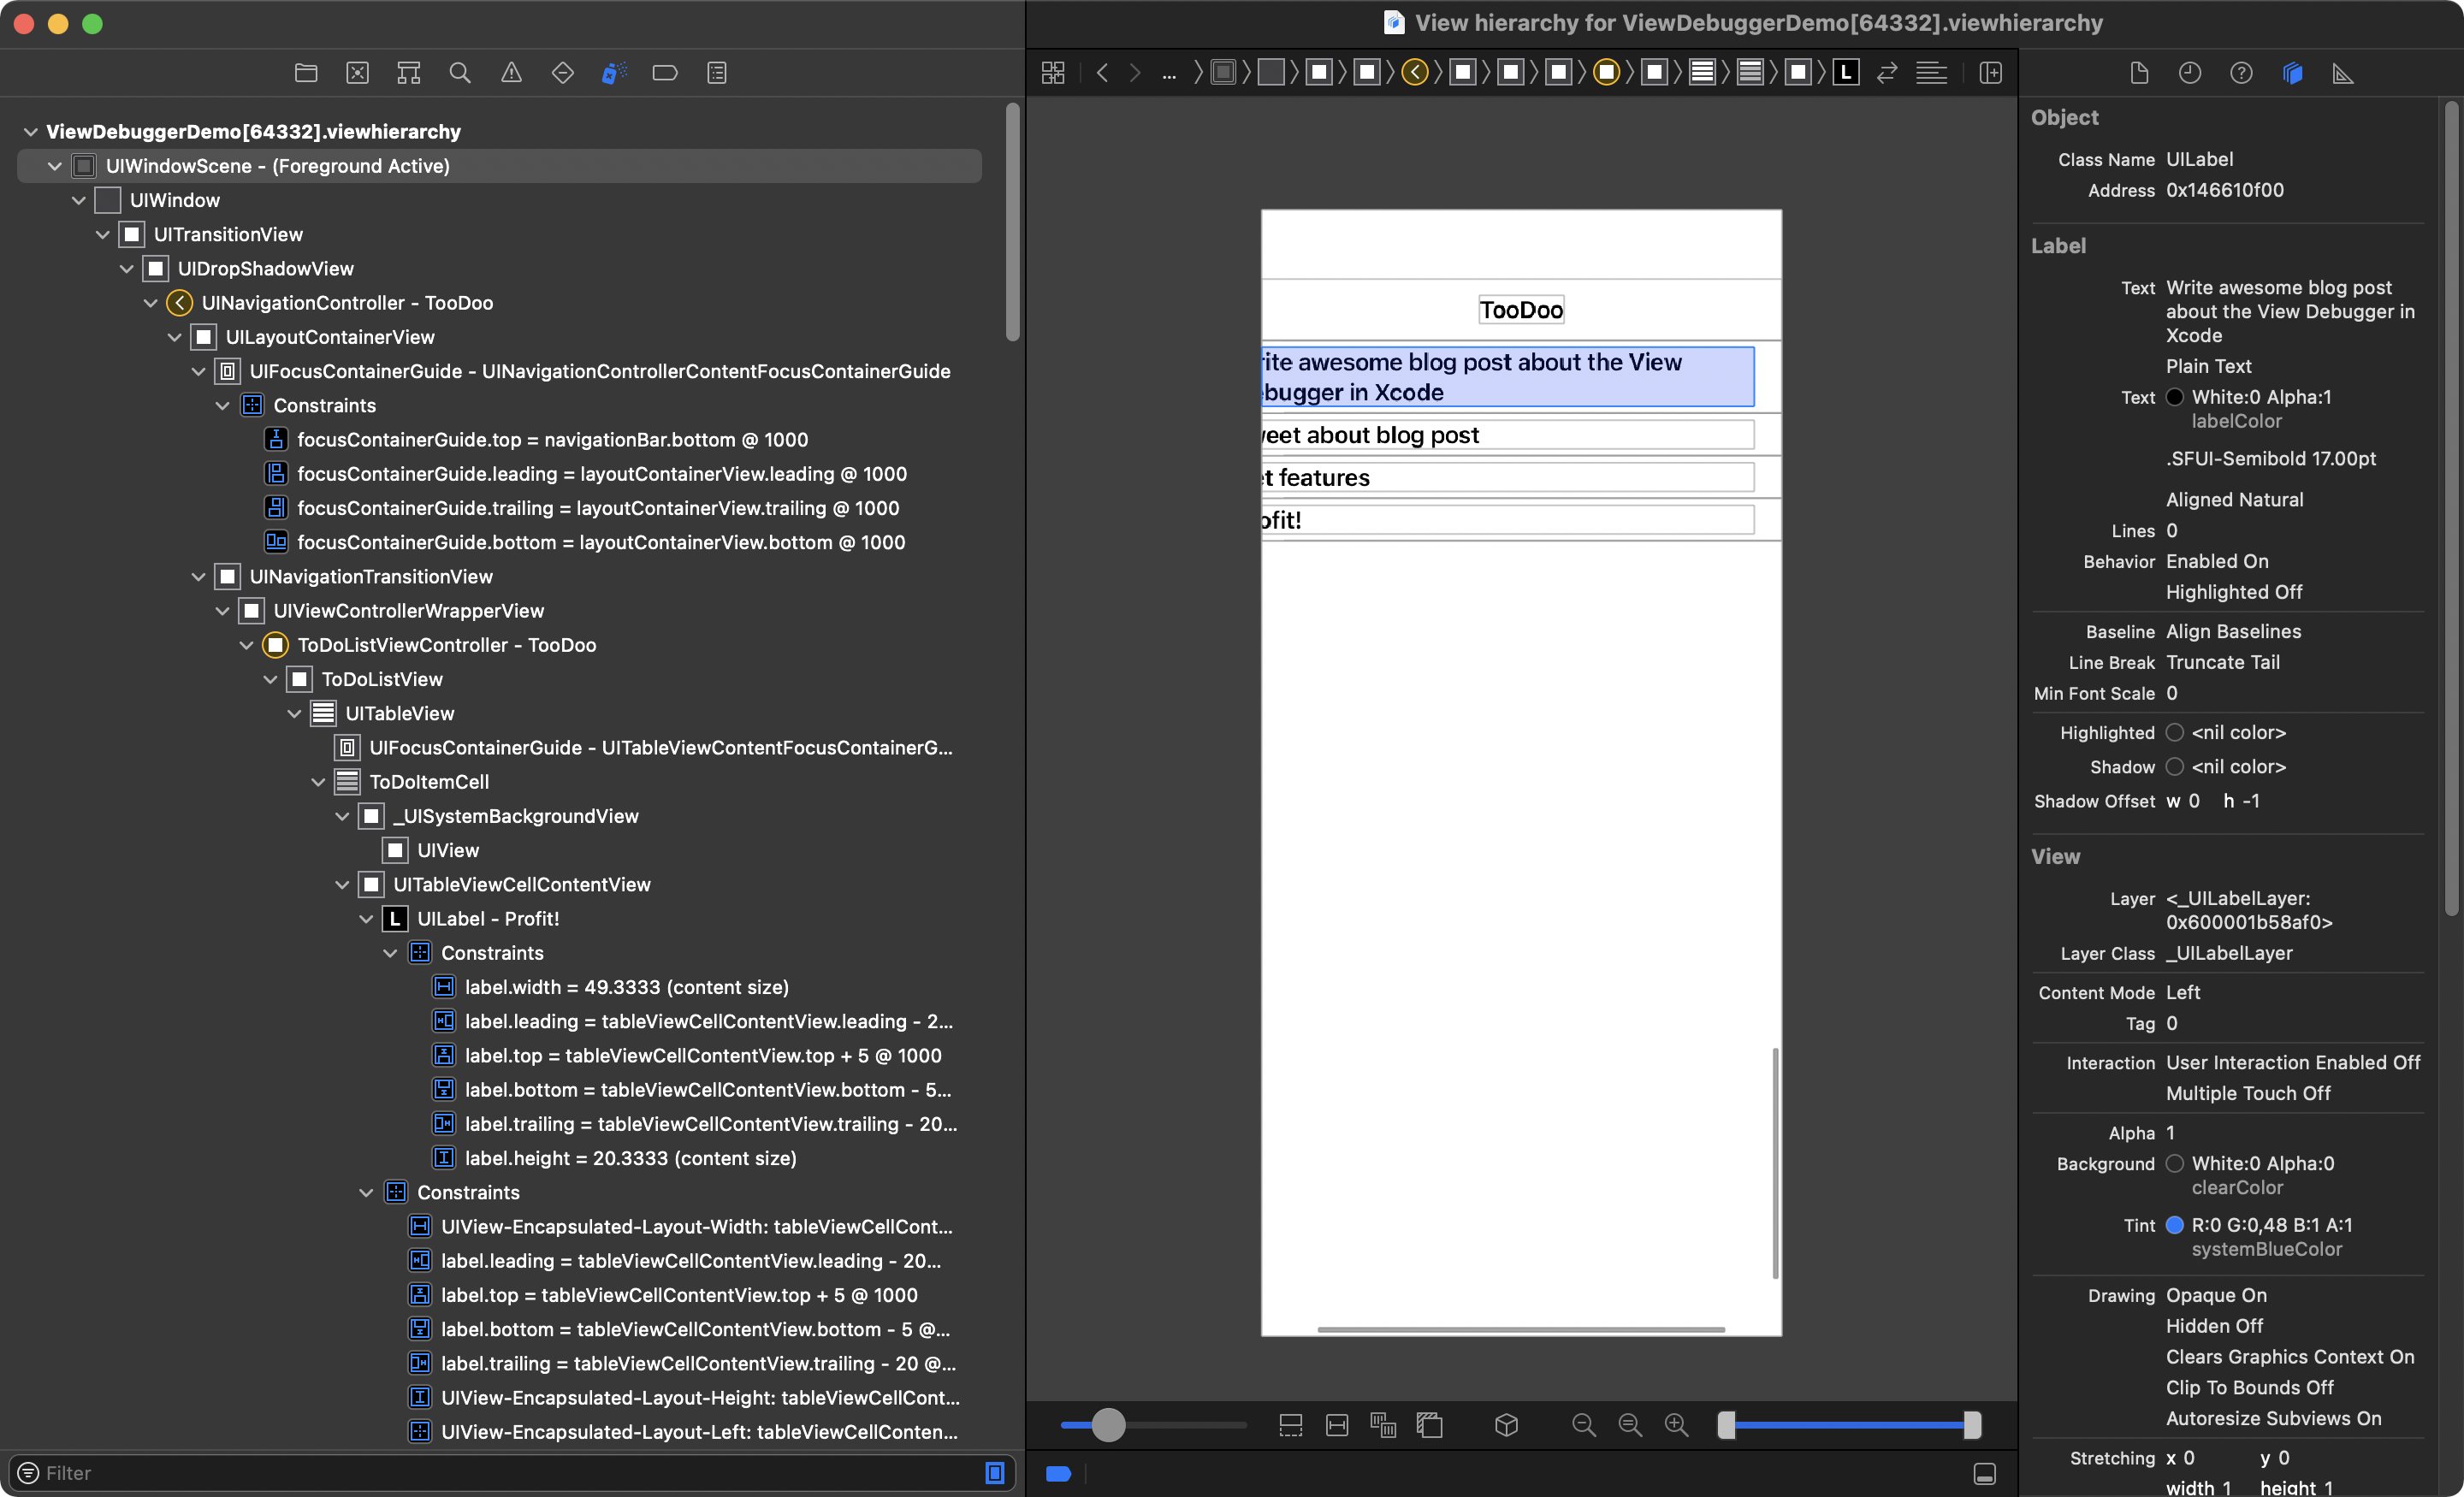 View hierarchy for ViewDebuggerDemo[64332].viewhierarchy
ViewDebuggerDemo[64332].viewhierarchy
UIWindowScene - (Foreground Active)
UIWindow
UITransitionView
UIDropShadowView
UINavigationController - TooDoo
UILayoutContainerView
UIFocusContainerGuide - UINavigationControllerContentFocusContainerGuide
Constraints
focusContainerGuide.top = navigationBar.bottom @ 1000
focusContainerGuide.leading = layoutContainerView.leading @ 1000
focusContainerGuide.trailing = layoutContainerView.trailing @ 1000
focusContainerGuide.bottom = layoutContainerView.bottom @ 1000
UINavigationTransitionView
UIViewControllerWrapperView
ToDoListViewController - TooDoo
ToDoListView
UITableView
UIFocusContainerGuide - UITableViewContentFocusContainerG...
ToDoItemCell
_UISystemBackgroundView
UIView
UITableViewCellContentView
L UILabel - Profit!
Constraints
label.width = 49.3333 (content size)
label.leading = tableViewCellContentView.leading - 2...
label.top = tableViewCellContentView.top + 5 @ 1000
label.bottom = tableViewCellContentView.bottom - 5...
label.trailing = tableViewCellContentView.trailing - 20...
label.height = 20.3333 (content size)
Constraints
UIView-Encapsulated-Layout-Width: tableViewCellCont...
label.leading = tableViewCellContentView.leading - 20...
label.top = tableViewCellContentView.top + 5 @ 1000
label.bottom = tableViewCellContentView.bottom - 5 @...
label.trailing = tableViewCellContentView.trailing - 20 @...
UIView-Encapsulated-Layout-Height: tableViewCellCont...
UIView-Encapsulated-Layout-Left: tableViewCellConten...
Filter
... L
TooDoo
rite awesome blog post about the View
ebugger in Xcode
weet about blog post
et features
ofit!
Object
Class Name UILabel
Address 0x146610f00
Label
Text Write awesome blog post
about the View Debugger in
Xcode
Plain Text
Text White:0 Alpha:1
labelColor
.SFUI-Semibold 17.00pt
Aligned Natural
Lines 0
Behavior Enabled On
Highlighted Off
Baseline Align Baselines
Line Break Truncate Tail
Min Font Scale 0
Highlighted <nil color>
Shadow <nil color>
Shadow Offset w 0 h -1
View
Layer <_UILabelLayer:
0x600001b58af0>
Layer Class _UILabelLayer
Content Mode Left
Tag 0
Interaction User Interaction Enabled Off
Multiple Touch Off
Alpha 1
Background White:0 Alpha:0
clearColor
Tint R:0 G:0,48 B:1 A:1
systemBlueColor
Drawing Opaque On
Hidden Off
Clears Graphics Context On
Clip To Bounds Off
Autoresize Subviews On
Stretching x 0 y 0
width 1 height 1